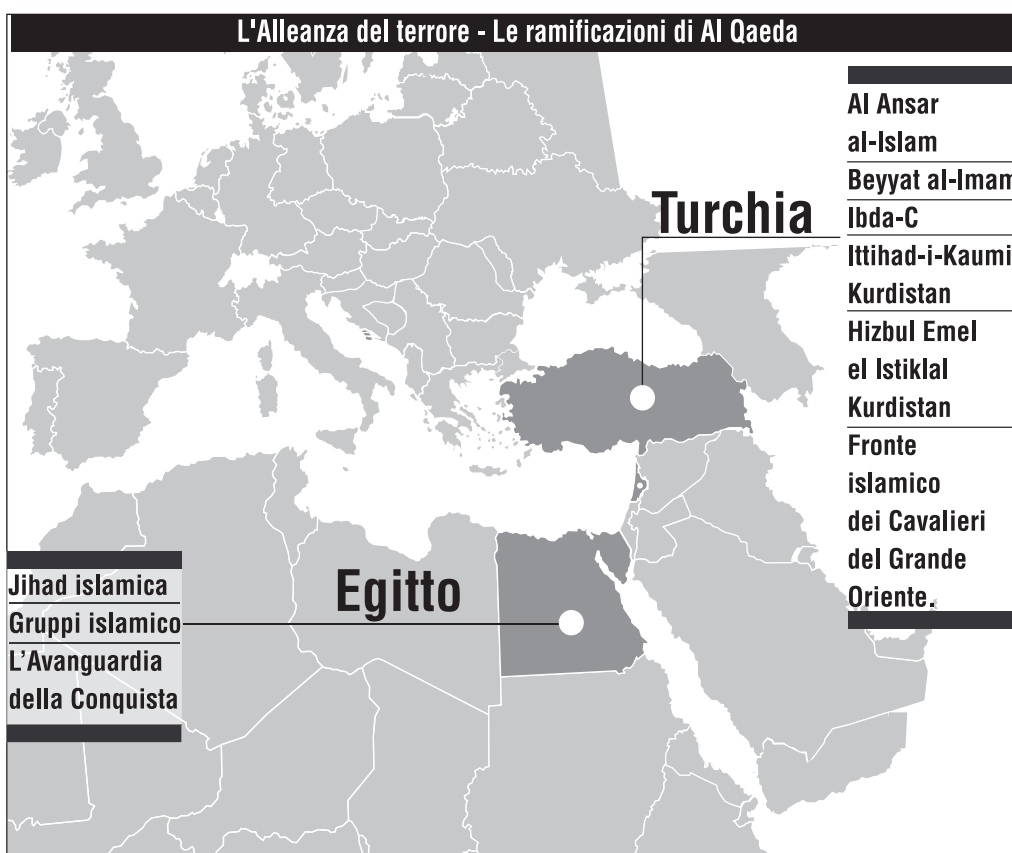 L'Alleanza del terrore - Le ramificazioni di Al Qaeda
Turchia
Al Ansar
al-Islam
Beyyat al-Imam
Ibda-C
Ittihad-i-Kaumi
Kurdistan
Hizbul Emel
el Istiklal
Kurdistan
Fronte
islamico
dei Cavalieri
del Grande
Oriente.
Egitto
Jihad islamica
Gruppi islamico
L'Avanguardia
della Conquista